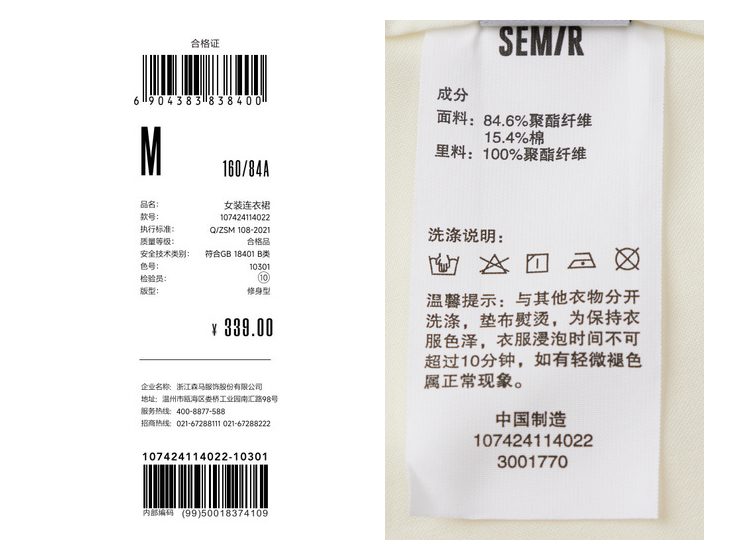 合格证
6 904383 838400
M
160/84A
品名: 女装连衣裙
款号: 107424114022
执行标准: Q/ZSM 108-2021
质量等级: 合格品
安全技术类别: 符合GB 18401 B类
色号: 10301
检验员: 10
版型: 修身型
¥ 339.00
企业名称: 浙江森马服饰股份有限公司
地址: 温州市瓯海区娄桥工业园南汇路98号
服务热线: 400-8877-588
招商热线: 021-67288111 021-67288222
107424114022-10301
内部编码 (99)50018374109
SEM/R
成分
面料: 84.6%聚酯纤维
15.4%棉
里料: 100%聚酯纤维
洗涤说明:
温馨提示: 与其他衣物分开
洗涤, 垫布熨烫, 为保持衣
服色泽, 衣服浸泡时间不可
超过10分钟, 如有轻微褪色
属正常现象。
中国制造
107424114022
3001770